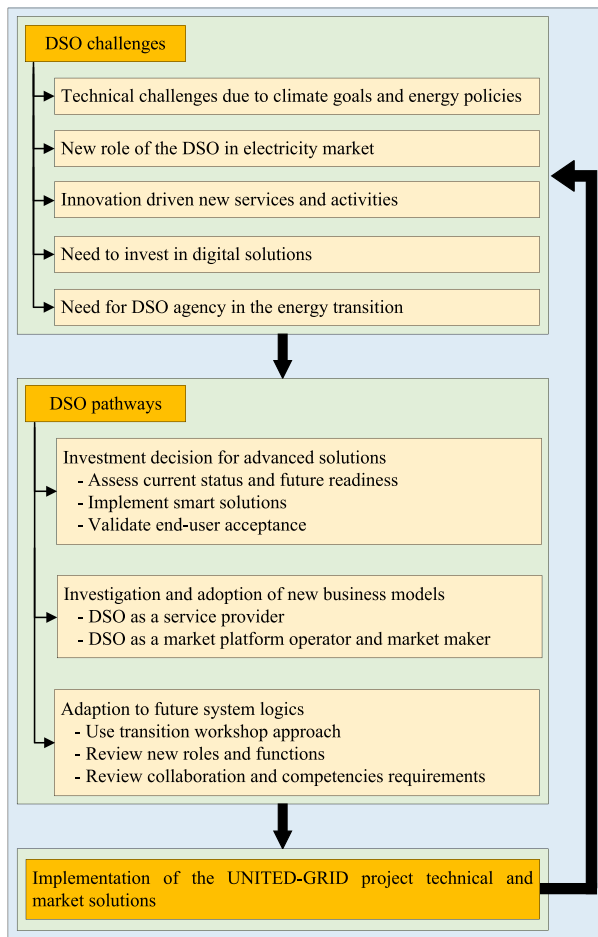 DSO challenges
Technical challenges due to climate goals and energy policies
New role of the DSO in electricity market
Innovation driven new services and activities
Need to invest in digital solutions
Need for DSO agency in the energy transition
DSO pathways
Investment decision for advanced solutions
- Assess current status and future readiness
- Implement smart solutions
- Validate end-user acceptance
Investigation and adoption of new business models
- DSO as a service provider
- DSO as a market platform operator and market maker
Adaption to future system logics
- Use transition workshop approach
- Review new roles and functions
- Review collaboration and competencies requirements
Implementation of the UNITED-GRID project technical and
market solutions